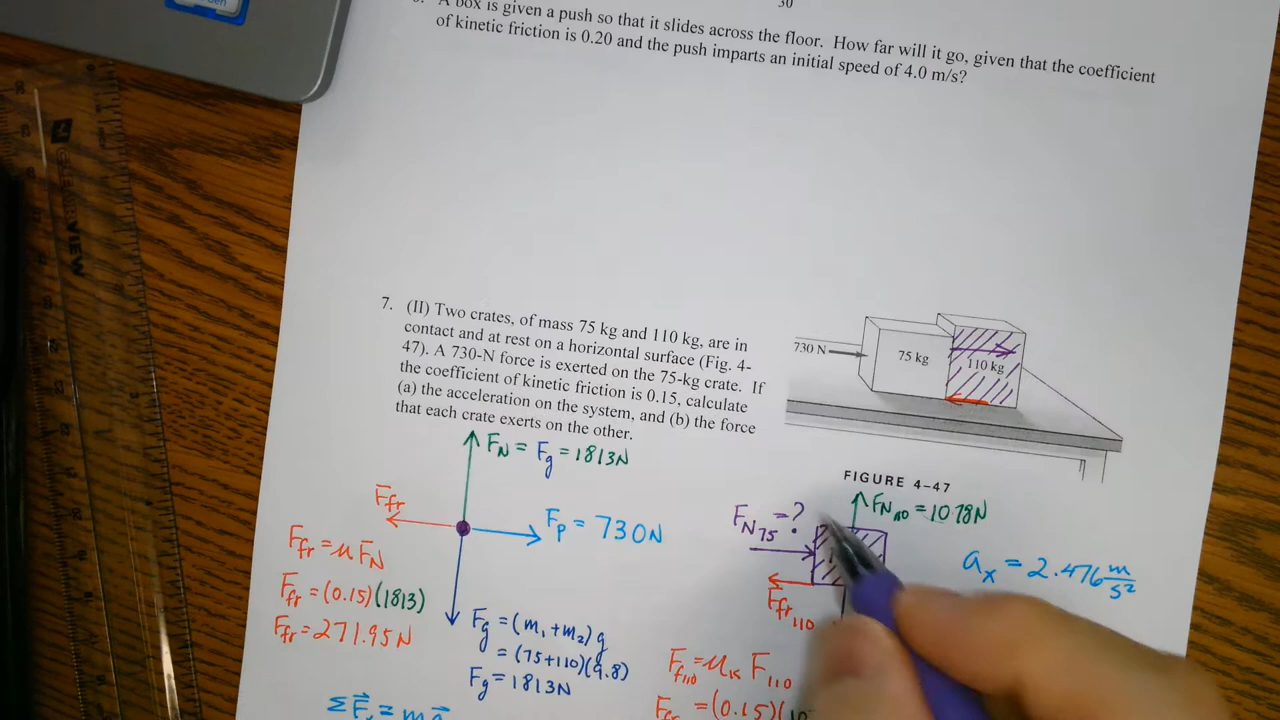 30
A box is given a push so that it slides across the floor. How far will it go, given that the coefficient
of kinetic friction is 0.20 and the push imparts an initial speed of 4.0 m/s?
7. (II) Two crates, of mass 75 kg and 110 kg, are in
contact and at rest on a horizontal surface (Fig. 4-
47). A 730-N force is exerted on the 75-kg crate. If
the coefficient of kinetic friction is 0.15, calculate
(a) the acceleration on the system, and (b) the force
that each crate exerts on the other.
730 N
75 kg
110 kg
FIGURE 4-47
FN = Fg = 1813N
Ffr
Fp = 730N
Ffr = μ FN
Ffr = (0.15)(1813)
Ffr = 271.95N
Fg = (m₁ + m₂) g
= (75+110)(9.8)
Fg = 1813N
FN75 = ?
FN110 = 1078N
Ffr110
ax = 2.476 m/s²
Ff110 = μK F110
= (0.15)(